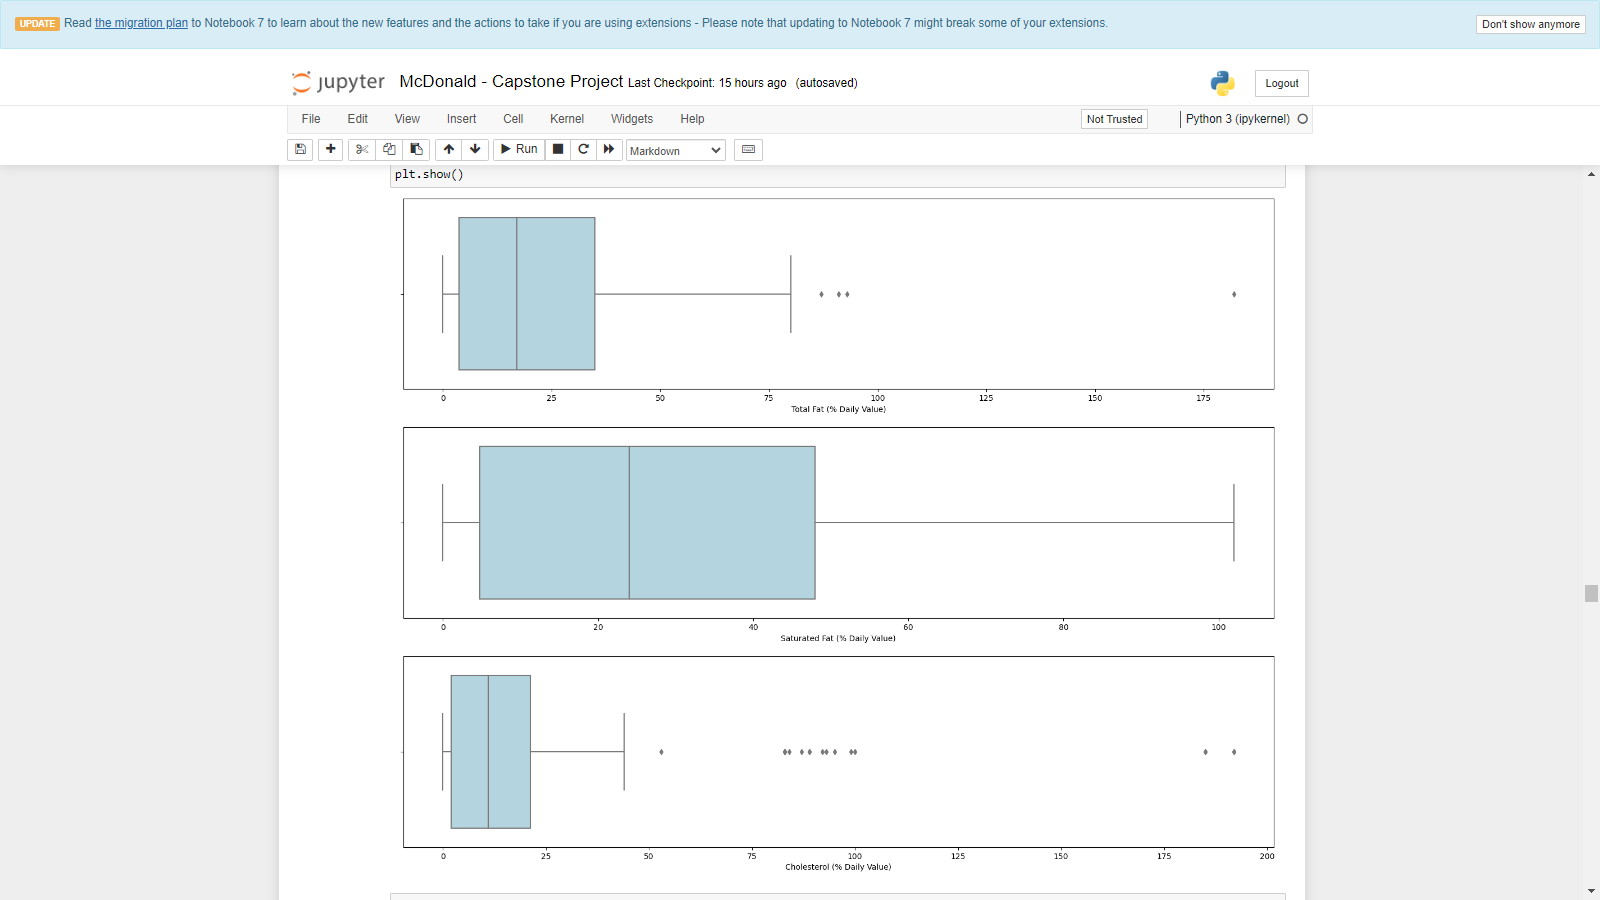 UPDATE Read the migration plan to Notebook 7 to learn about the new features and the actions to take if you are using extensions - Please note that updating to Notebook 7 might break some of your extensions. Don't show anymore
jupyter McDonald - Capstone Project Last Checkpoint: 15 hours ago (autosaved) Logout
File Edit View Insert Cell Kernel Widgets Help Not Trusted Python 3 (ipykernel)
Run Markdown
plt.show()
0 25 50 75 100 125 150 175
Total Fat (% Daily Value)
0 20 40 60 80 100
Saturated Fat (% Daily Value)
0 25 50 75 100 125 150 175 200
Cholesterol (% Daily Value)